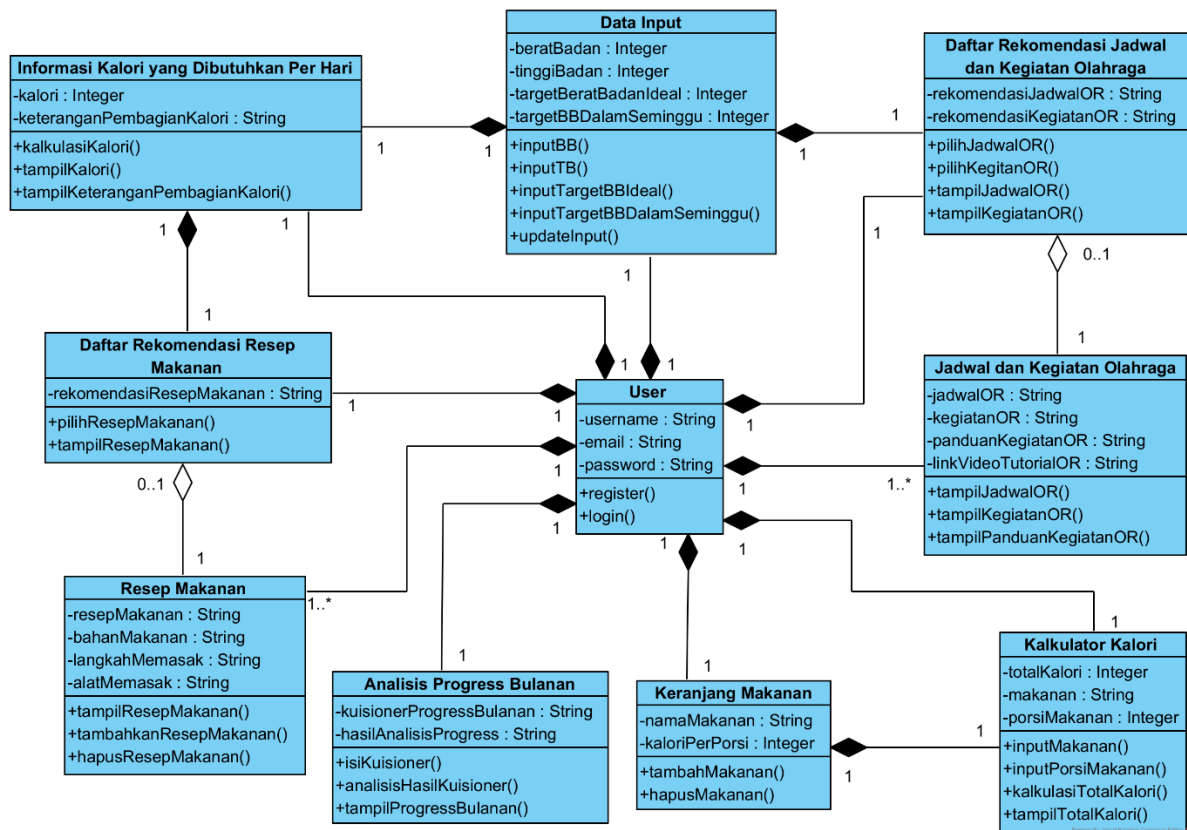 Data Input
-beratBadan : Integer
-tinggiBadan : Integer
-targetBeratBadanIdeal : Integer
-targetBBDalamSeminggu : Integer
+inputBB()
+inputTB()
+inputTargetBBIdeal()
+inputTargetBBDalamSeminggu()
+updateInput()
Informasi Kalori yang Dibutuhkan Per Hari
-kalori : Integer
-keteranganPembagianKalori : String
+kalkulasiKalori()
+tampilKalori()
+tampilKeteranganPembagianKalori()
Daftar Rekomendasi Jadwal
dan Kegiatan Olahraga
-rekomendasiJadwalOR : String
-rekomendasiKegiatanOR : String
+pilihJadwalOR()
+pilihKegitanOR()
+tampilJadwalOR()
+tampilKegiatanOR()
1
1
1
1
1
1
1
0..1
1
1
1
Daftar Rekomendasi Resep
Makanan
-rekomendasiResepMakanan : String
+pilihResepMakanan()
+tampilResepMakanan()
1
1
User
-username : String
-email : String
-password : String
+register()
+login()
Jadwal dan Kegiatan Olahraga
-jadwalOR : String
-kegiatanOR : String
-panduanKegiatanOR : String
-linkVideoTutorialOR : String
+tampilJadwalOR()
+tampilKegiatanOR()
+tampilPanduanKegiatanOR()
1
1
1
1
1
1..*
0..1
1
1
1
1
1
Resep Makanan
-resepMakanan : String
-bahanMakanan : String
-langkahMemasak : String
-alatMemasak : String
+tampilResepMakanan()
+tambahkanResepMakanan()
+hapusResepMakanan()
1..*
1
1
1
Analisis Progress Bulanan
-kuisionerProgressBulanan : String
-hasilAnalisisProgress : String
+isiKuisioner()
+analisisHasilKuisioner()
+tampilProgressBulanan()
Keranjang Makanan
-namaMakanan : String
-kaloriPerPorsi : Integer
+tambahMakanan()
+hapusMakanan()
1
1
Kalkulator Kalori
-totalKalori : Integer
-makanan : String
-porsiMakanan : Integer
+inputMakanan()
+inputPorsiMakanan()
+kalkulasiTotalKalori()
+tampilTotalKalori()